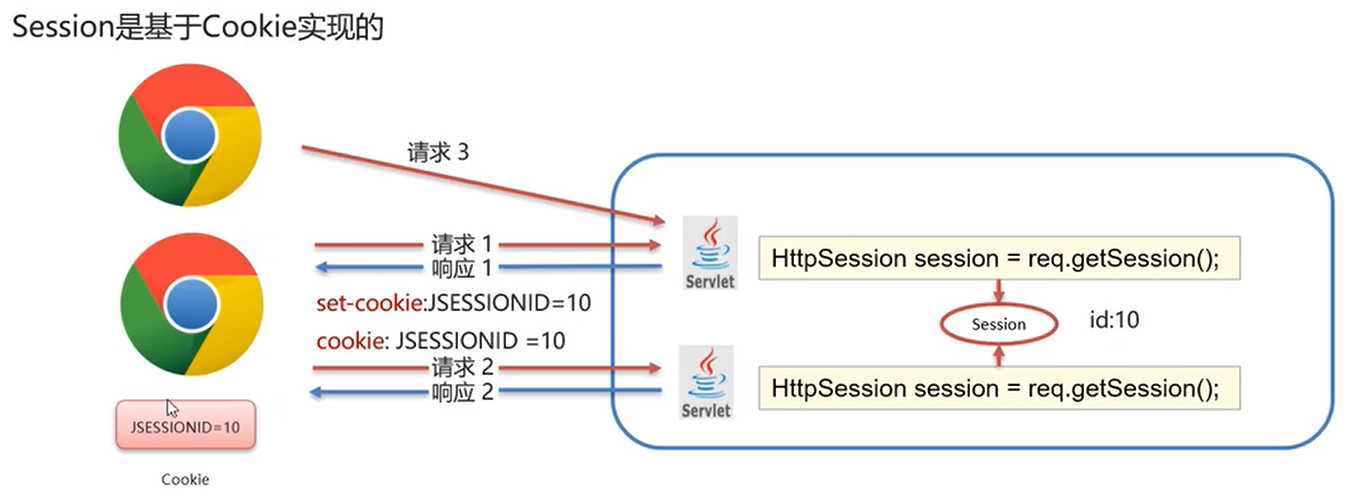 Session是基于Cookie实现的
请求 3
请求 1
响应 1
Servlet
HttpSession session = req.getSession();
set-cookie:JSESSIONID=10
Session
id:10
cookie: JSESSIONID =10
请求 2
响应 2
Servlet
HttpSession session = req.getSession();
JSESSIONID=10
Cookie